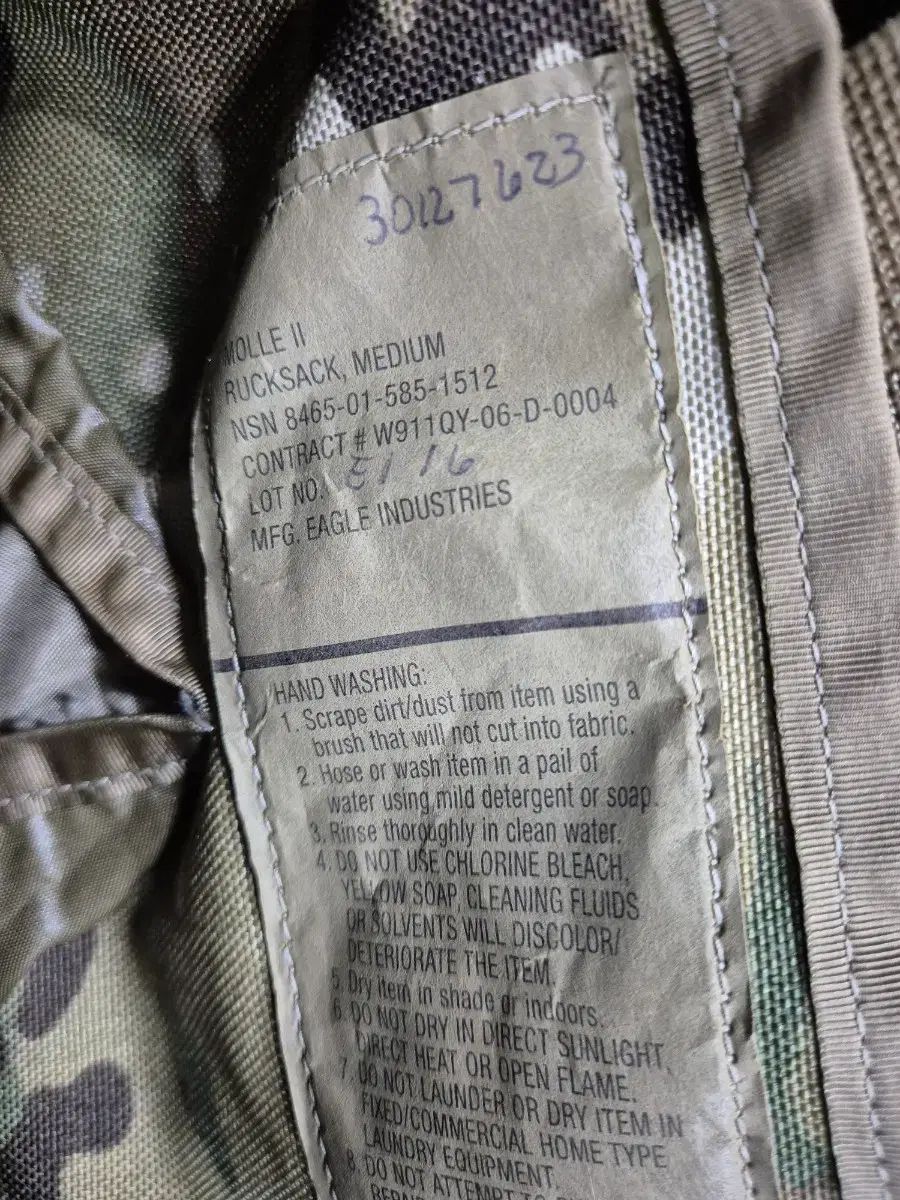 30127623
MOLLE II
RUCKSACK, MEDIUM
NSN 8465-01-585-1512
CONTRACT # W911QY-06-D-0004
LOT NO. E1 16
MFG. EAGLE INDUSTRIES
HAND WASHING:
1. Scrape dirt/dust from item using a
brush that will not cut into fabric.
2. Hose or wash item in a pail of
water using mild detergent or soap.
3. Rinse thoroughly in clean water.
4. DO NOT USE CHLORINE BLEACH,
YELLOW SOAP, CLEANING FLUIDS
OR SOLVENTS WILL DISCOLOR/
DETERIORATE THE ITEM.
5. Dry item in shade or indoors.
6. DO NOT DRY IN DIRECT SUNLIGHT,
DIRECT HEAT OR OPEN FLAME.
7. DO NOT LAUNDER OR DRY ITEM IN
FIXED/COMMERCIAL HOME TYPE
LAUNDRY EQUIPMENT.
8. DO NOT ATTEMPT TO